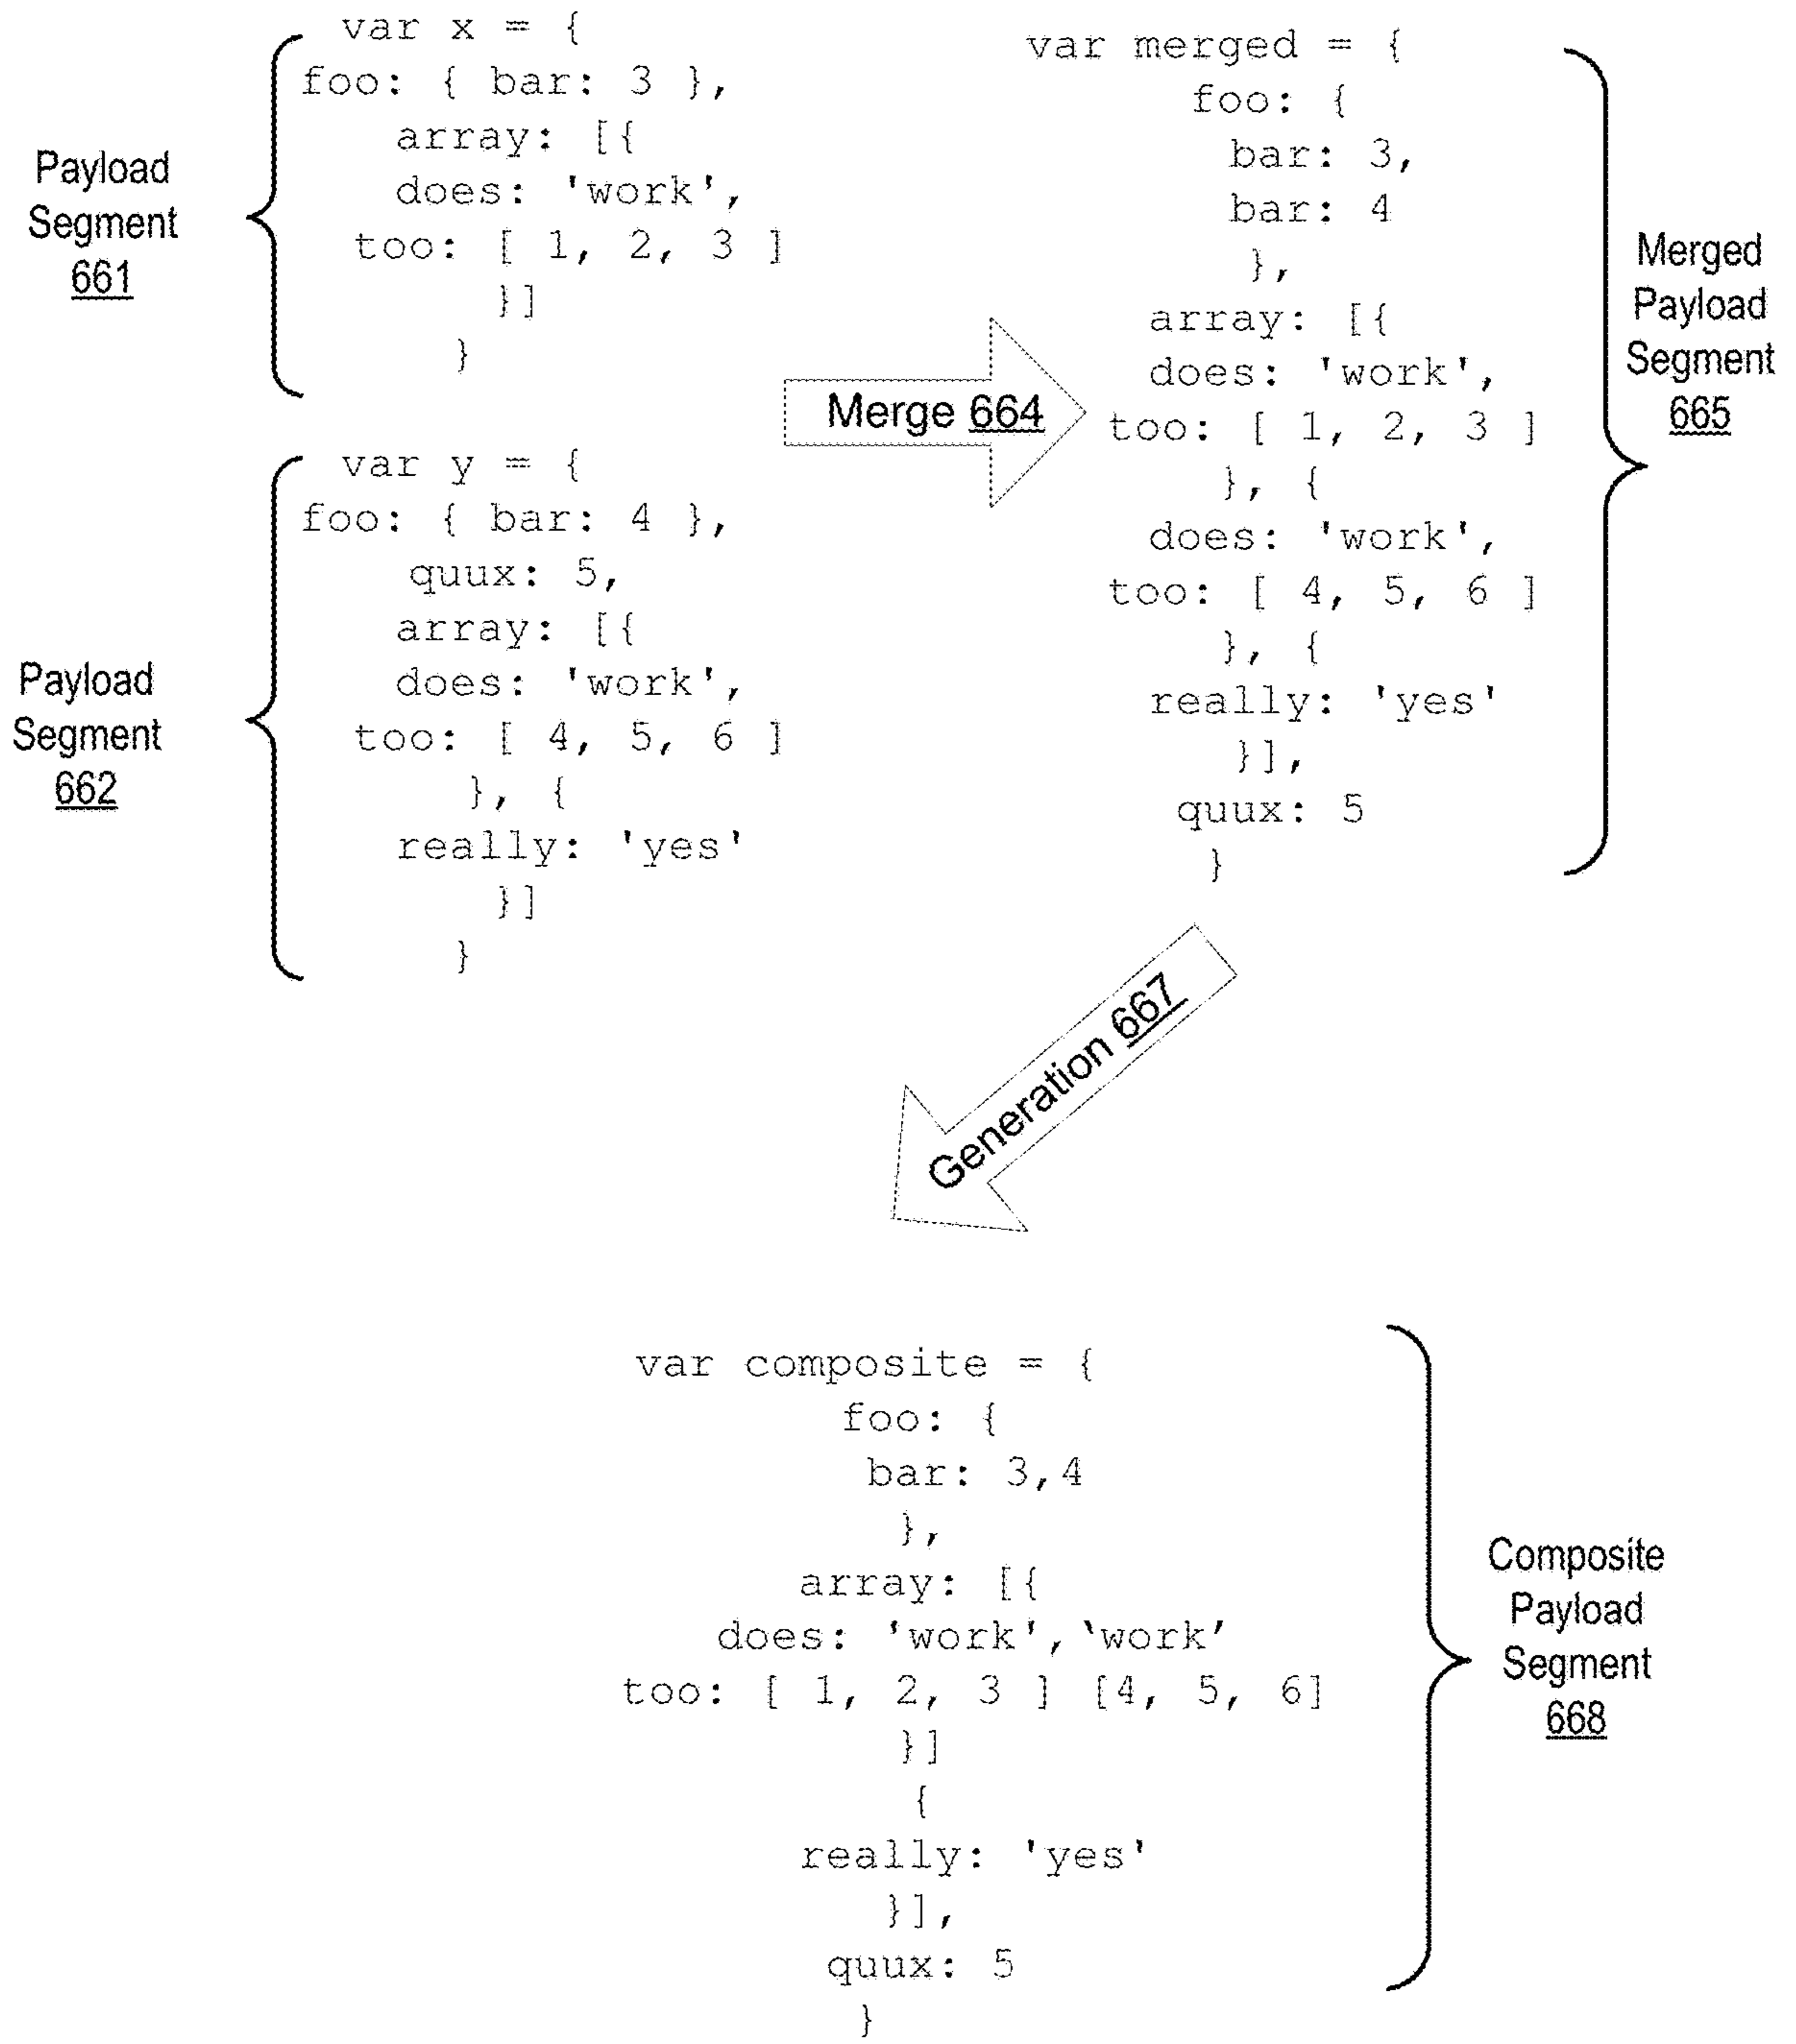 Payload
Segment
661
var x = {
foo: { bar: 3 },
array: [{
does: 'work',
too: [ 1, 2, 3 ]
}]
}
Payload
Segment
662
var y = {
foo: { bar: 4 },
quux: 5,
array: [{
does: 'work',
too: [ 4, 5, 6 ]
}, {
really: 'yes'
}]
}
Merge 664
var merged = {
foo: {
bar: 3,
bar: 4
},
array: [{
does: 'work',
too: [ 1, 2, 3 ]
}, {
does: 'work',
too: [ 4, 5, 6 ]
}, {
really: 'yes'
}],
quux: 5
}
Merged
Payload
Segment
665
Generation 667
var composite = {
foo: {
bar: 3,4
},
array: [{
does: 'work',‘work’
too: [ 1, 2, 3 ] [4, 5, 6]
}]
{
really: 'yes'
}],
quux: 5
}
Composite
Payload
Segment
668